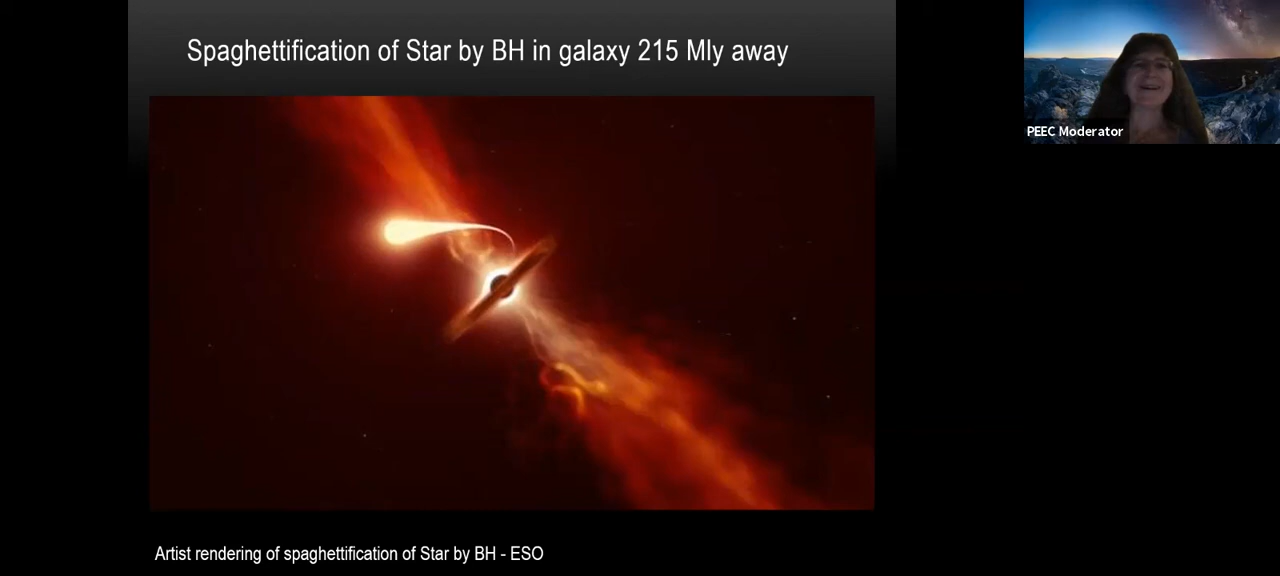 Spaghettification of Star by BH in galaxy 215 Mly away
PEEC Moderator
Artist rendering of spaghettification of Star by BH - ESO